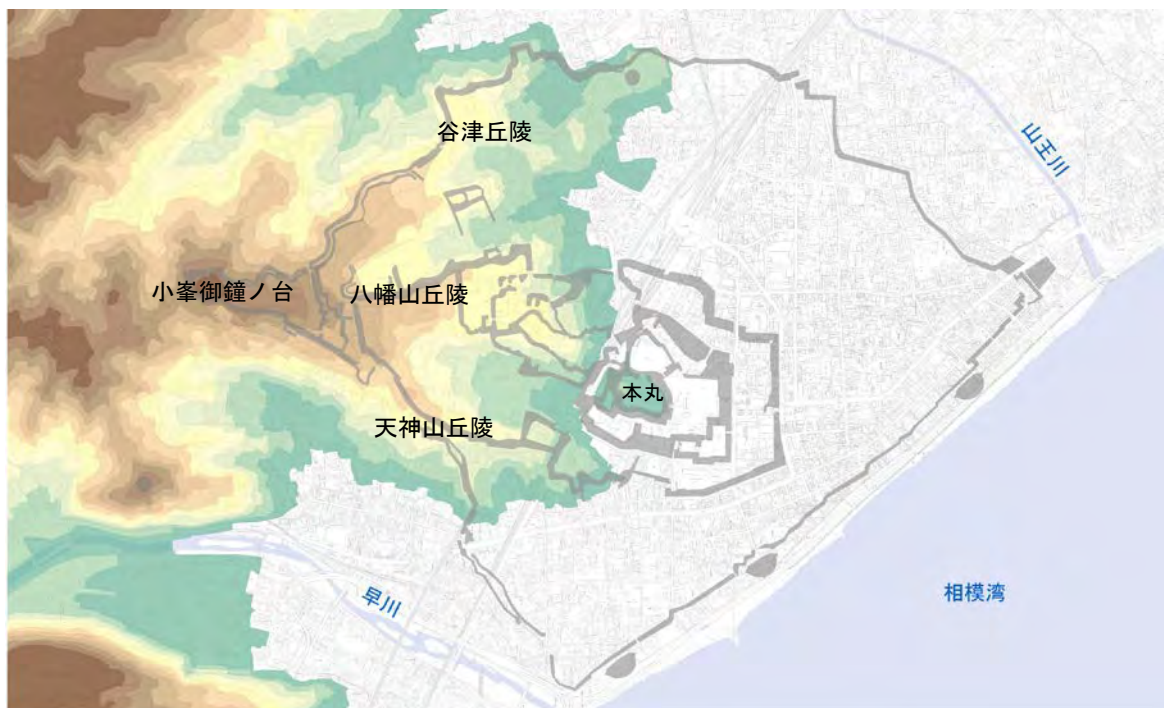 谷津丘陵
山王川
小峯御鐘ノ台
八幡山丘陵
本丸
天神山丘陵
早川
相模湾